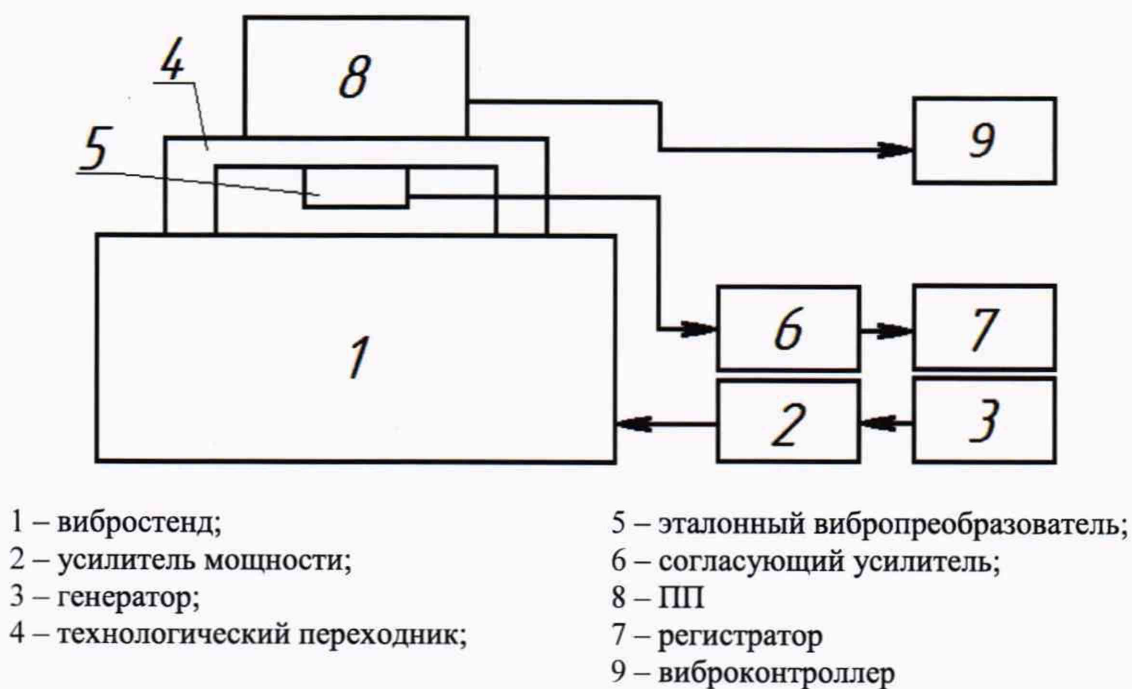 4
8
5
9
6
7
1
2
3
1 – вибростенд;
2 – усилитель мощности;
3 – генератор;
4 – технологический переходник;
5 – эталонный вибропреобразователь;
6 – согласующий усилитель;
8 – ПП
7 – регистратор
9 – виброконтроллер